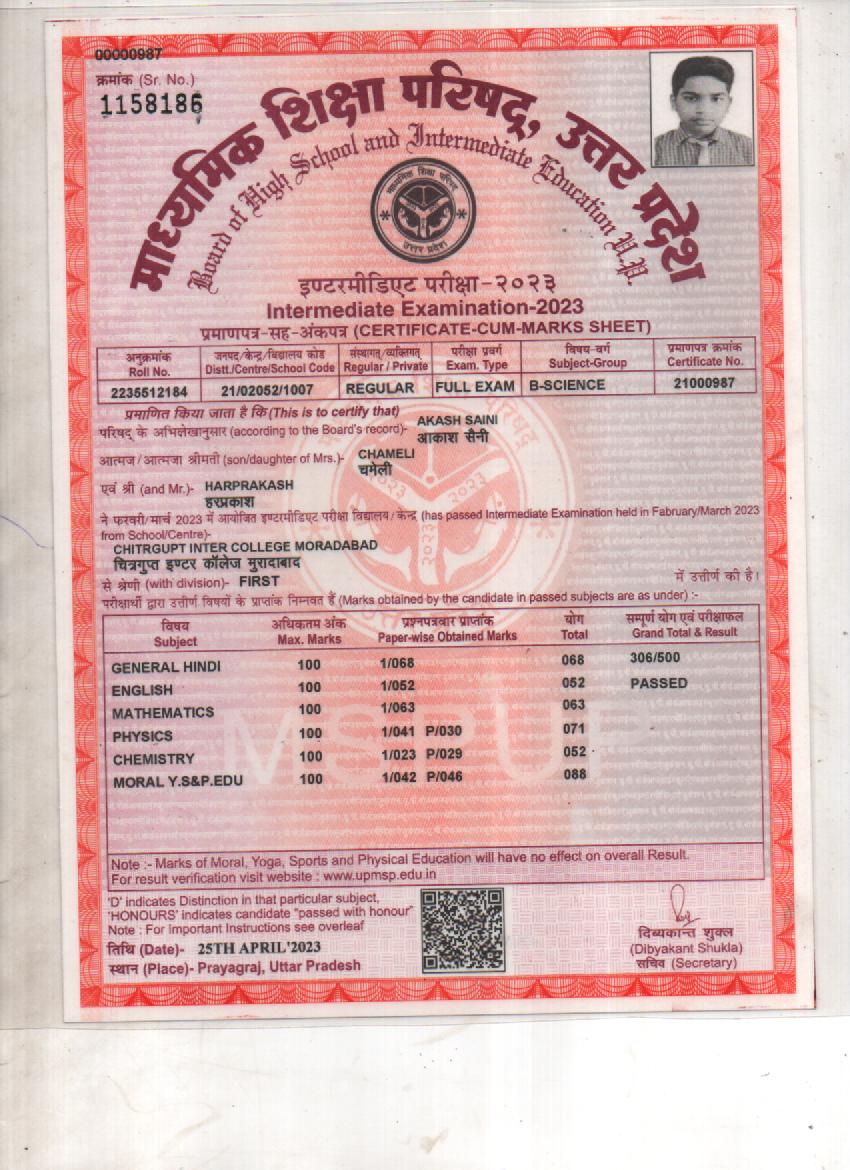 00000987
क्रमांक (Sr. No.)
1158186
माध्यमिक शिक्षा परिषद्, उत्तर प्रदेश
Board of High School and Intermediate Education U.P.
माध्यमिक शिक्षा परिषद्
उत्तर प्रदेश
इण्टरमीडिएट परीक्षा-२०२३
Intermediate Examination-2023
प्रमाणपत्र-सह-अंकपत्र (CERTIFICATE-CUM-MARKS SHEET)
अनुक्रमांक जनपद/केन्द्र/विद्यालय कोड संस्थागत्/व्यक्तिगत् परीक्षा प्रवर्ग विषय-वर्ग प्रमाणपत्र क्रमांक
Roll No. Distt./Centre/School Code Regular / Private Exam. Type Subject-Group Certificate No.
2235512184 21/02052/1007 REGULAR FULL EXAM B-SCIENCE 21000987
प्रमाणित किया जाता है कि(This is to certify that)
परिषद् के अभिलेखानुसार (according to the Board's record)- AKASH SAINI
आकाश सैनी
आत्मज/आत्मजा श्रीमती (son/daughter of Mrs.)- CHAMELI
चमेली
एवं श्री (and Mr.)- HARPRAKASH
हरप्रकाश
ने फरवरी/मार्च 2023 में आयोजित इण्टरमीडिएट परीक्षा विद्यालय/केन्द्र (has passed Intermediate Examination held in Fabruary/March 2023
from School/Centre)-
CHITRGUPT INTER COLLEGE MORADABAD
चित्रगुप्त इण्टर कॉलेज मुरादाबाद
से श्रेणी (with division)- FIRST में उत्तीर्ण की है।
परीक्षार्थी द्वारा उत्तीर्ण विषयों के प्राप्तांक निम्नवत हैं (Marks obtained by the candidate in passed subjects are as under) :-
विषय अधिकतम अंक प्रश्नपत्रवार प्राप्तांक योग सम्पूर्ण योग एवं परीक्षाफल
Subject Max. Marks Paper-wise Obtained Marks Total Grand Total & Result
GENERAL HINDI 100 1/068 068 306/500
ENGLISH 100 1/052 052 PASSED
MATHEMATICS 100 1/063 063
PHYSICS 100 1/041 P/030 071
CHEMISTRY 100 1/023 P/029 052
MORAL Y.S&P.EDU 100 1/042 P/046 088
MSPUP
Note :- Marks of Moral, Yoga, Sports and Physical Education will have no effect on overall Result.
For result verification visit website : www.upmsp.edu.in
'D' indicates Distinction in that particular subject,
'HONOURS' indicates candidate "passed with honour"
Note : For Important Instructions see overleaf
तिथि (Date)- 25TH APRIL'2023
स्थान (Place)- Prayagraj, Uttar Pradesh
दिब्यकान्त शुक्ल
(Dibyakant Shukla)
सचिव (Secretary)